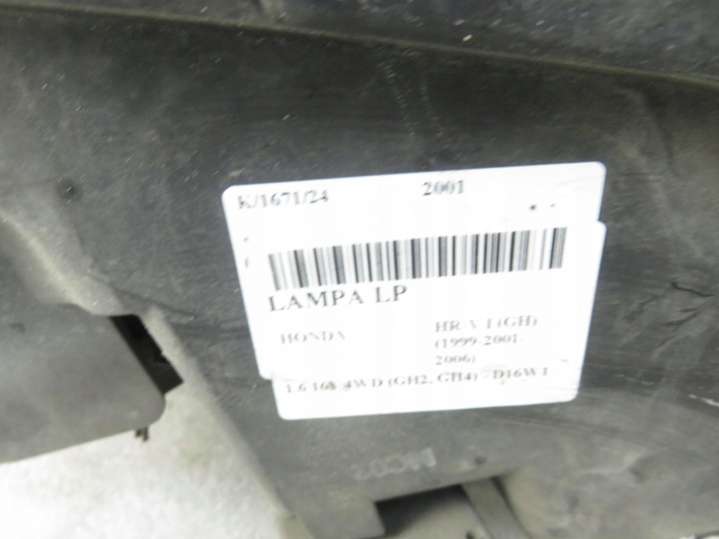 K/1671/24 2001
LAMPA LP
HONDA HR-V I (GH)
(1999-2001-
2006)
1.6 16V 4WD (GH2, GH4) D16W1